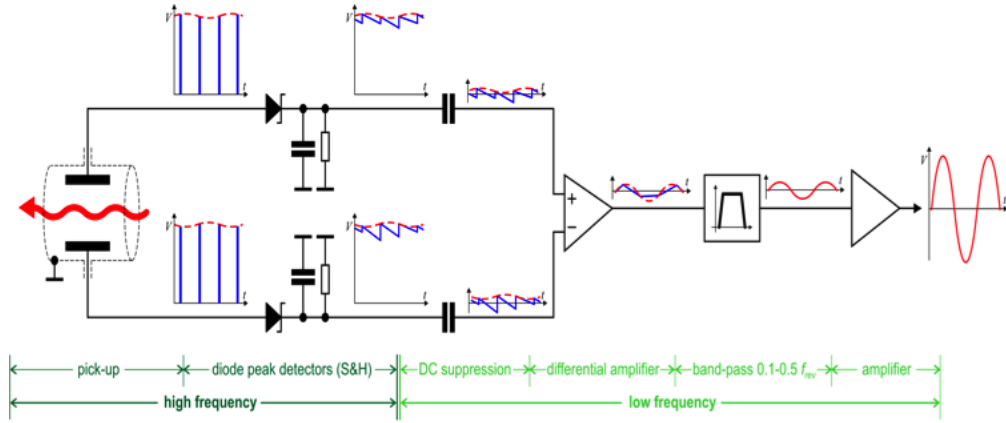 V
t
V
t
t
V
t
V
t
t
+
−
t
t
V
t
pick-up
diode peak detectors (S&H)
DC suppression
differential amplifier
band-pass 0.1-0.5 frev
amplifier
high frequency
low frequency